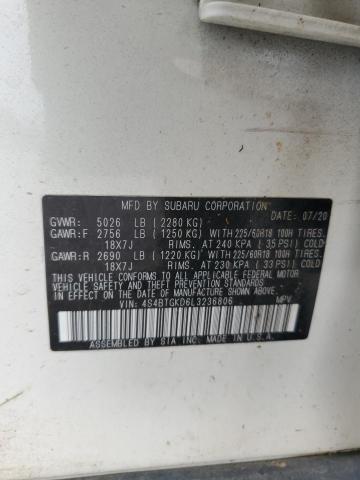 MFD BY SUBARU CORPORATION DATE: 07/20
GVWR: 5026 LB (2280 KG)
GAWR: F 2756 LB (1250 KG) WITH 225/60R18 100H TIRES.
18X7J RIMS. AT 240 KPA (35 PSI) COLD
GAWR: R 2690 LB (1220 KG) WITH 225/60R18 100H TIRES.
18X7J RIMS. AT 230 KPA (33 PSI) COLD
THIS VEHICLE CONFORMS TO ALL APPLICABLE FEDERAL MOTOR
VEHICLE SAFETY, BUMPER, AND THEFT PREVENTION STANDARDS
IN EFFECT ON THE DATE OF MANUFACTURE SHOWN ABOVE.
VIN: 4S4BTGKD6L3236806 MPV
ASSEMBLED BY SIA INC. MADE IN U.S.A.